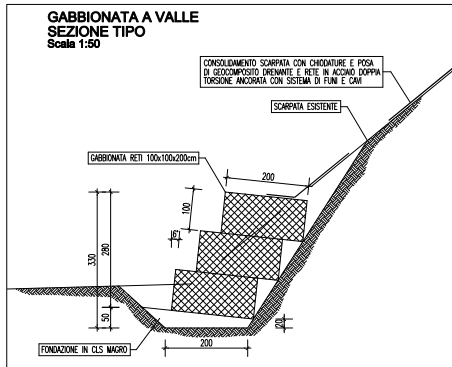 GABBIONATA A VALLE
SEZIONE TIPO
Scala 1:50
CONSOLIDAMENTO SCARPATA CON CHIODATURE E POSA
DI GEOCOMPOSITO DRENANTE E RETE IN ACCIAIO DOPPIA
TORSIONE ANCORATA CON SISTEMA DI FUNI E CAVI
SCARPATA ESISTENTE
GABBIONATA RETI 100x100x200cm
200
100
6°
330
280
50
20
200
FONDAZIONE IN CLS MAGRO